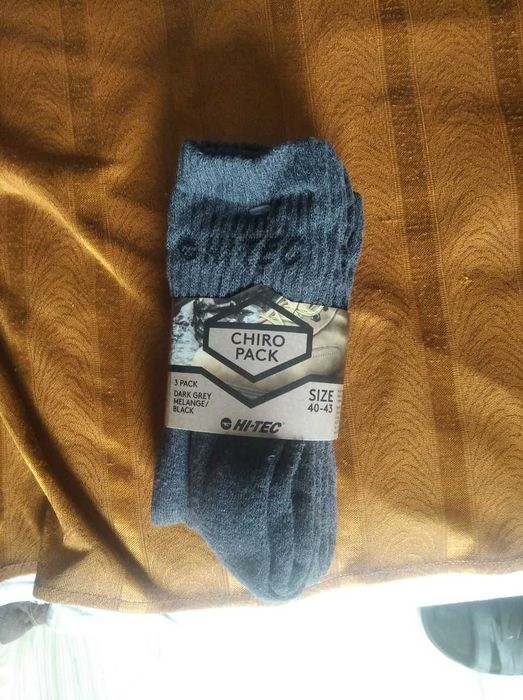 HI-TEC
CHIRO
PACK
3 PACK
DARK GREY
MELANGE/
BLACK
SIZE
40-43
HI-TEC